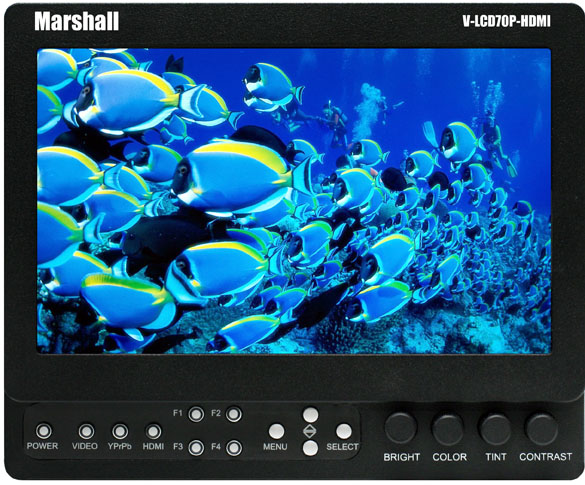 Marshall V-LCD70P-HDMI
F1 F2
POWER VIDEO YPrPb HDMI F3 F4 MENU SELECT
BRIGHT COLOR TINT CONTRAST